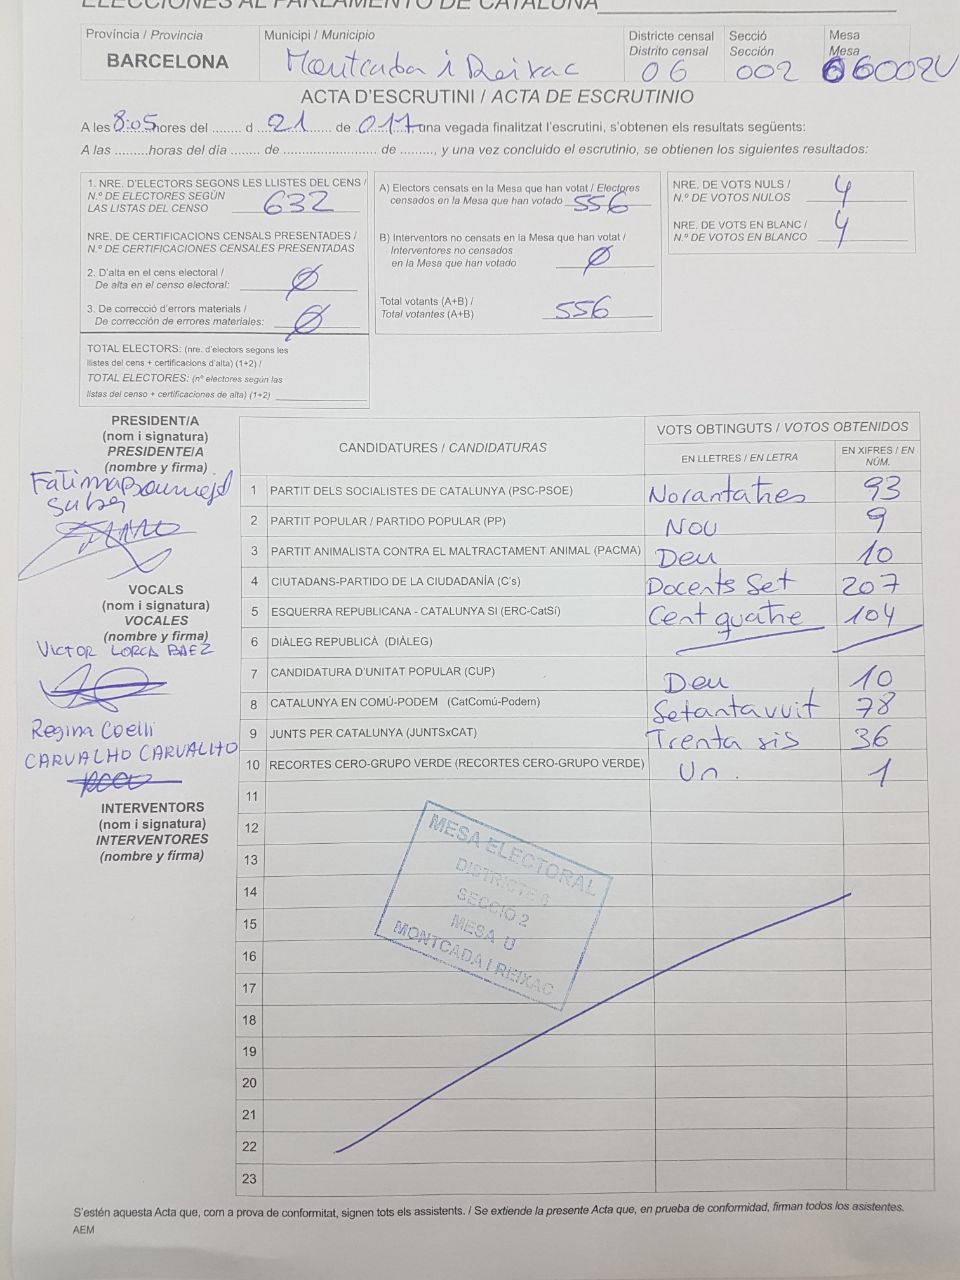 ELECCIONES AL PARLAMENTO DE CATALUÑA
Província / Provincia
BARCELONA
Municipi / Municipio
Montcada i Reixac
Districte censal
Distrito censal
06
Secció
Sección
002
Mesa
Mesa
06002U
ACTA D'ESCRUTINI / ACTA DE ESCRUTINIO
A les 8:05 hores del ........ d 21 de 017 una vegada finalitzat l'escrutini, s'obtenen els resultats següents:
A las .........horas del día ........ de ........................... de ........., y una vez concluido el escrutinio, se obtienen los siguientes resultados:
1. NRE. D'ELECTORS SEGONS LES LLISTES DEL CENS /
N.º DE ELECTORES SEGÚN
LAS LISTAS DEL CENSO 632
NRE. DE CERTIFICACIONS CENSALS PRESENTADES /
N.º DE CERTIFICACIONES CENSALES PRESENTADAS
2. D'alta en el cens electoral /
De alta en el censo electoral: Ø
3. De correcció d'errors materials /
De corrección de errores materiales: Ø
TOTAL ELECTORS: (nre. d'electors segons les
llistes del cens + certificacions d'alta) (1+2) /
TOTAL ELECTORES: (nº electores según las
listas del censo + certificaciones de alta) (1+2)
A) Electors censats en la Mesa que han votat / Electores
censados en la Mesa que han votado 556
B) Interventors no censats en la Mesa que han votat /
Interventores no censados
en la Mesa que han votado Ø
Total votants (A+B) /
Total votantes (A+B) 556
NRE. DE VOTS NULS /
N.º DE VOTOS NULOS 4
NRE. DE VOTS EN BLANC /
N.º DE VOTOS EN BLANCO 4
PRESIDENT/A
(nom i signatura)
PRESIDENTE/A
(nombre y firma)
Fatima
VOCALS
(nom i signatura)
VOCALES
(nombre y firma)
VICTOR LORCA BAEZ
Regina Coelli
CARVALHO CARVALHO
INTERVENTORS
(nom i signatura)
INTERVENTORES
(nombre y firma)
CANDIDATURES / CANDIDATURAS
VOTS OBTINGUTS / VOTOS OBTENIDOS
EN LLETRES / EN LETRA
EN XIFRES / EN NÚM.
1 PARTIT DELS SOCIALISTES DE CATALUNYA (PSC-PSOE) Norantatres 93
2 PARTIT POPULAR / PARTIDO POPULAR (PP) Nou 9
3 PARTIT ANIMALISTA CONTRA EL MALTRACTAMENT ANIMAL (PACMA) Deu 10
4 CIUTADANS-PARTIDO DE LA CIUDADANÍA (C's) Docents Set 207
5 ESQUERRA REPUBLICANA - CATALUNYA SI (ERC-CatSí) Cent quatre 104
6 DIÀLEG REPUBLICÀ (DIÀLEG)
7 CANDIDATURA D'UNITAT POPULAR (CUP) Deu 10
8 CATALUNYA EN COMÚ-PODEM (CatComú-Podem) Setantavuit 78
9 JUNTS PER CATALUNYA (JUNTSxCAT) Trenta sis 36
10 RECORTES CERO-GRUPO VERDE (RECORTES CERO-GRUPO VERDE) Un. 1
11
12
13
14
15
16
17
18
19
20
21
22
23
MESA ELECTORAL
DISTRICTE 6
SECCIO 2
MESA U
MONTCADA I REIXAC
S'estén aquesta Acta que, com a prova de conformitat, signen tots els assistents. / Se extiende la presente Acta que, en prueba de conformidad, firman todos los asistentes.
AEM